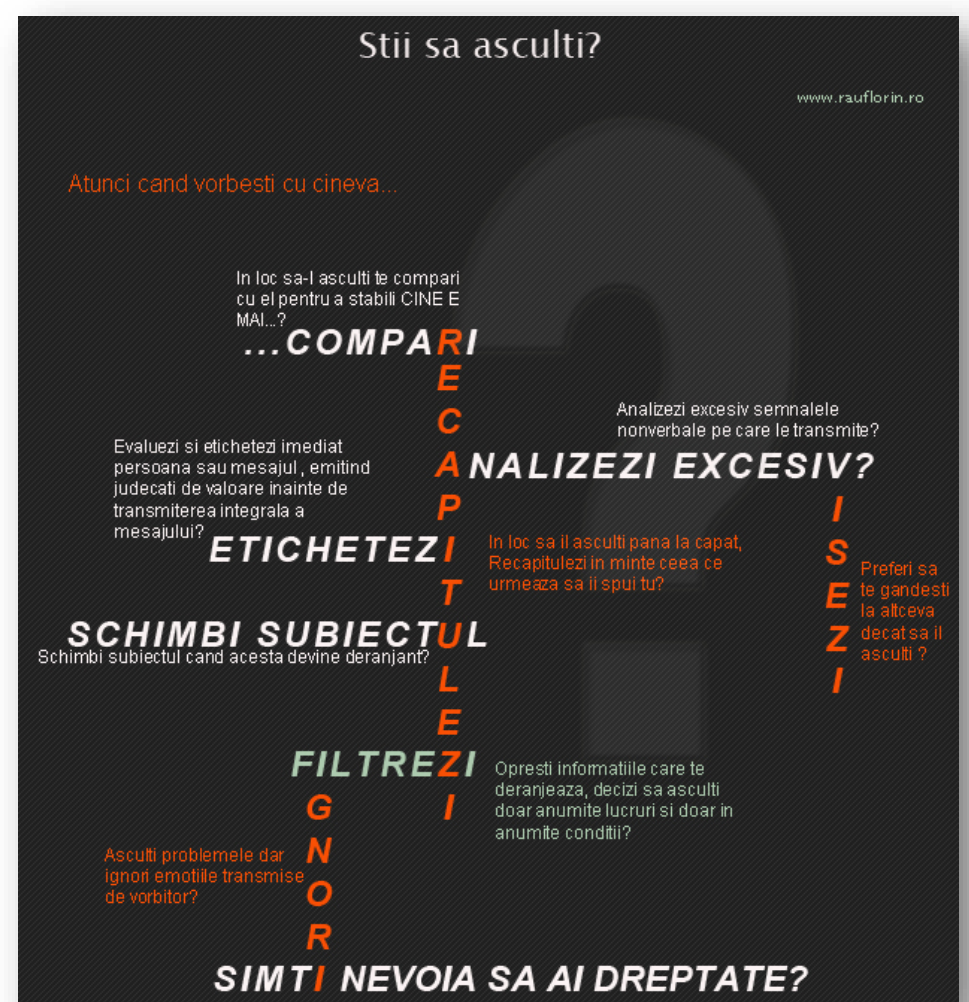 Stii sa asculti?
www.rauflorin.ro
Atunci cand vorbesti cu cineva...
In loc sa-l asculti te compari
cu el pentru a stabili CINE E
MAI...?
...COMPARI
RECAPITULEZI
Analizezi excesiv semnalele
nonverbale pe care le transmite?
ANALIZEZI EXCESIV?
Evaluezi si etichetezi imediat
persoana sau mesajul , emitind
judecati de valoare inainte de
transmiterea integrala a
mesajului?
ETICHETEZI
In loc sa il asculti pana la capat,
Recapitulezi in minte ceea ce
urmeaza sa ii spui tu?
VISEZI
Preferi sa
te gandesti
la altceva
decat sa il
asculti ?
SCHIMBI SUBIECTUL
Schimbi subiectul cand acesta devine deranjant?
FILTREZI
Opresti informatiile care te
deranjeaza, decizi sa asculti
doar anumite lucruri si doar in
anumite conditii?
IGNORI
Asculti problemele dar
ignori emotiile transmise
de vorbitor?
SIMTI NEVOIA SA AI DREPTATE?